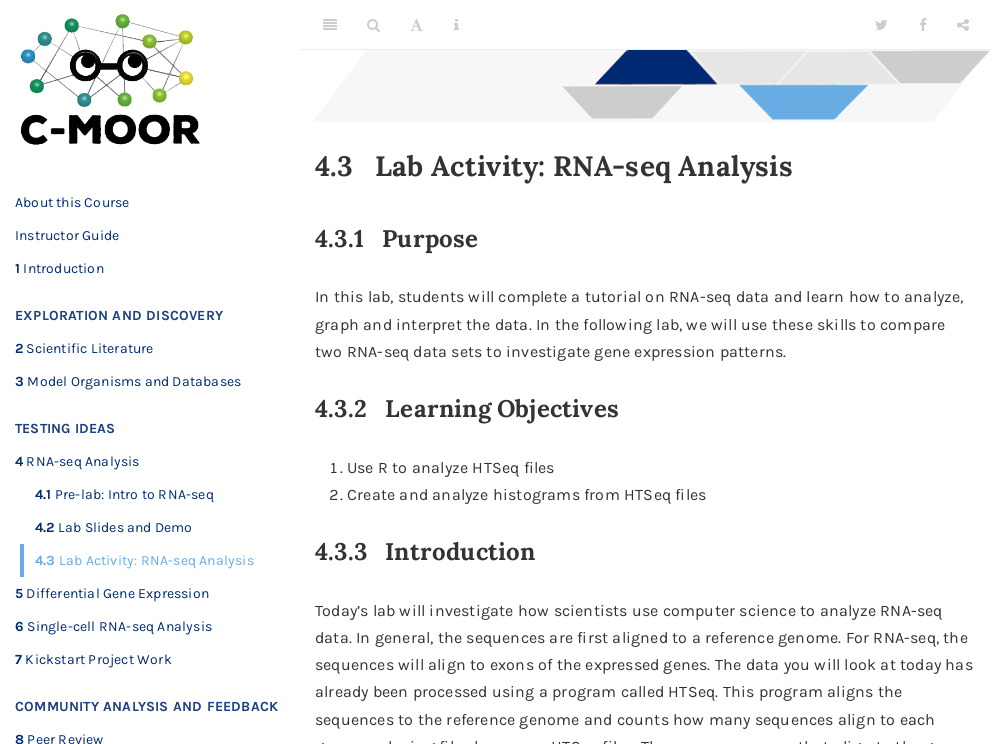 C-MOOR
About this Course
Instructor Guide
1 Introduction
EXPLORATION AND DISCOVERY
2 Scientific Literature
3 Model Organisms and Databases
TESTING IDEAS
4 RNA-seq Analysis
4.1 Pre-lab: Intro to RNA-seq
4.2 Lab Slides and Demo
4.3 Lab Activity: RNA-seq Analysis
5 Differential Gene Expression
6 Single-cell RNA-seq Analysis
7 Kickstart Project Work
COMMUNITY ANALYSIS AND FEEDBACK
8 Peer Review
4.3 Lab Activity: RNA-seq Analysis
4.3.1 Purpose
In this lab, students will complete a tutorial on RNA-seq data and learn how to analyze,
graph and interpret the data. In the following lab, we will use these skills to compare
two RNA-seq data sets to investigate gene expression patterns.
4.3.2 Learning Objectives
1. Use R to analyze HTSeq files
2. Create and analyze histograms from HTSeq files
4.3.3 Introduction
Today's lab will investigate how scientists use computer science to analyze RNA-seq
data. In general, the sequences are first aligned to a reference genome. For RNA-seq, the
sequences will align to exons of the expressed genes. The data you will look at today has
already been processed using a program called HTSeq. This program aligns the
sequences to the reference genome and counts how many sequences align to each